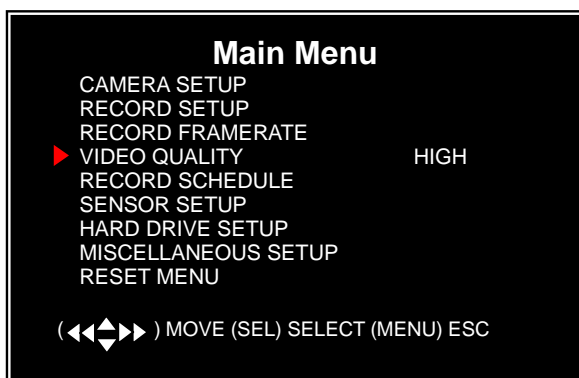 Main Menu
CAMERA SETUP
RECORD SETUP
RECORD FRAMERATE
VIDEO QUALITY HIGH
RECORD SCHEDULE
SENSOR SETUP
HARD DRIVE SETUP
MISCELLANEOUS SETUP
RESET MENU
( ◀◀▲▼▶▶ ) MOVE (SEL) SELECT (MENU) ESC